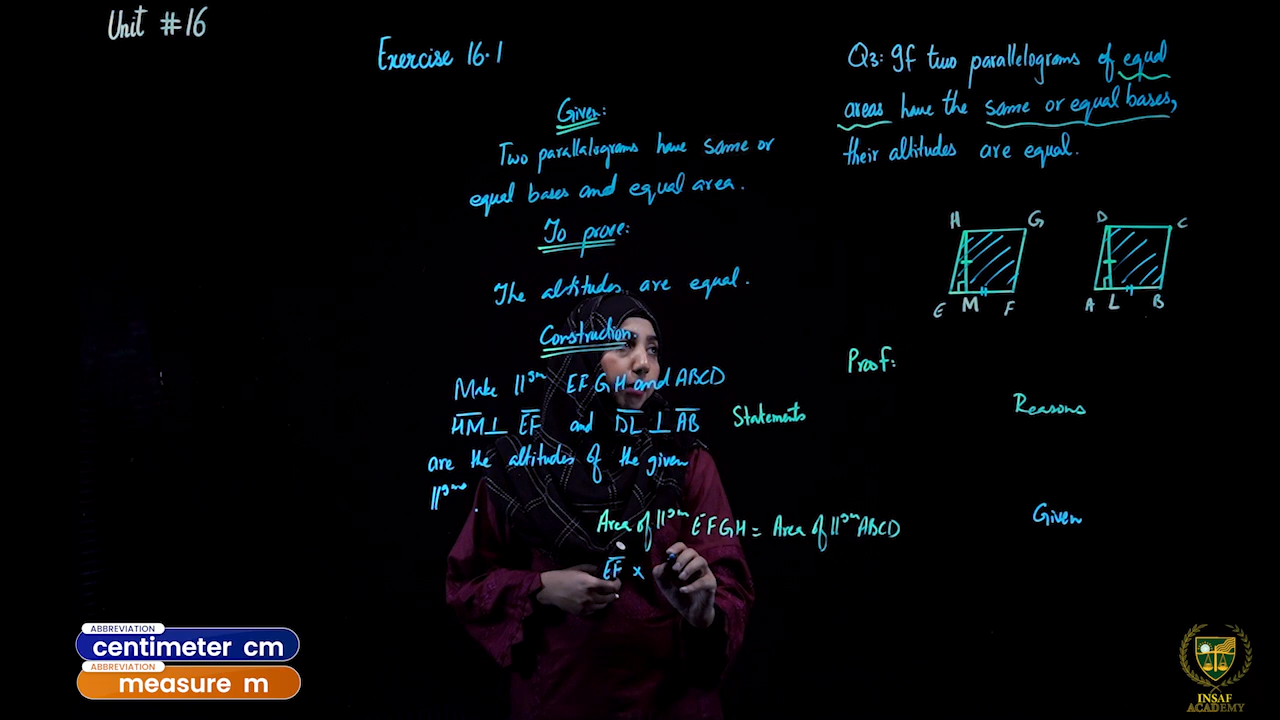 Unit #16
Exercise 16.1
Given:
Two parallalograms have same or
equal bases and equal area.
To prove:
The altitudes are equal.
Construction:
Make ||gm EFGH and ABCD
HM⊥ EF and DL ⊥ AB
are the altitudes of the given
||gms.
Q3: If two parallelograms of equal
areas have the same or equal bases,
their altitudes are equal.
H G
E M F
D C
A L B
Proof:
Statements
Reasons
Area of ||gm EFGH = Area of ||gm ABCD
Given
EF ×
ABBREVIATION
centimeter cm
ABBREVIATION
measure m
INSAF
ACADEMY